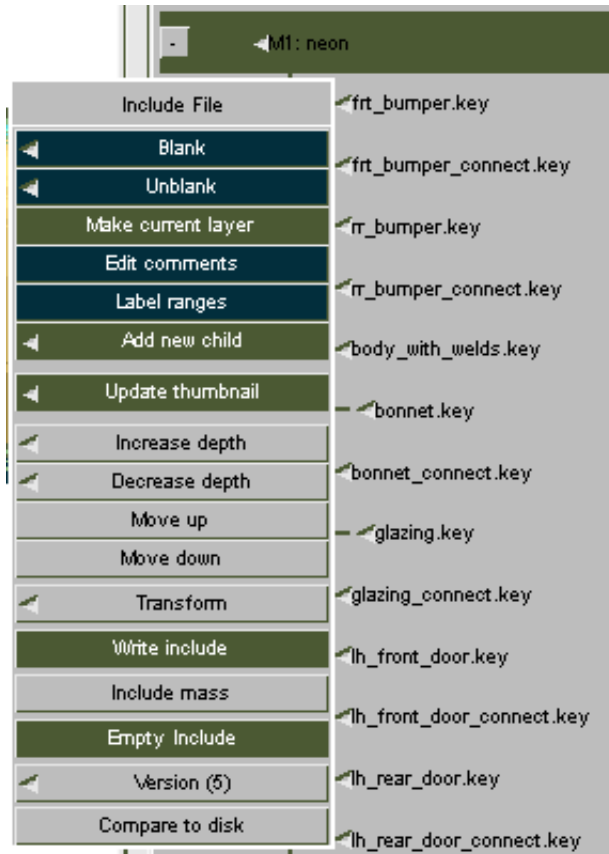 -
M1: neon
Include File
Blank
Unblank
Make current layer
Edit comments
Label ranges
Add new child
Update thumbnail
Increase depth
Decrease depth
Move up
Move down
Transform
Write include
Include mass
Empty Include
Version (5)
Compare to disk
frt_bumper.key
frt_bumper_connect.key
rr_bumper.key
rr_bumper_connect.key
body_with_welds.key
bonnet.key
bonnet_connect.key
glazing.key
glazing_connect.key
lh_front_door.key
lh_front_door_connect.key
lh_rear_door.key
lh_rear_door_connect.key